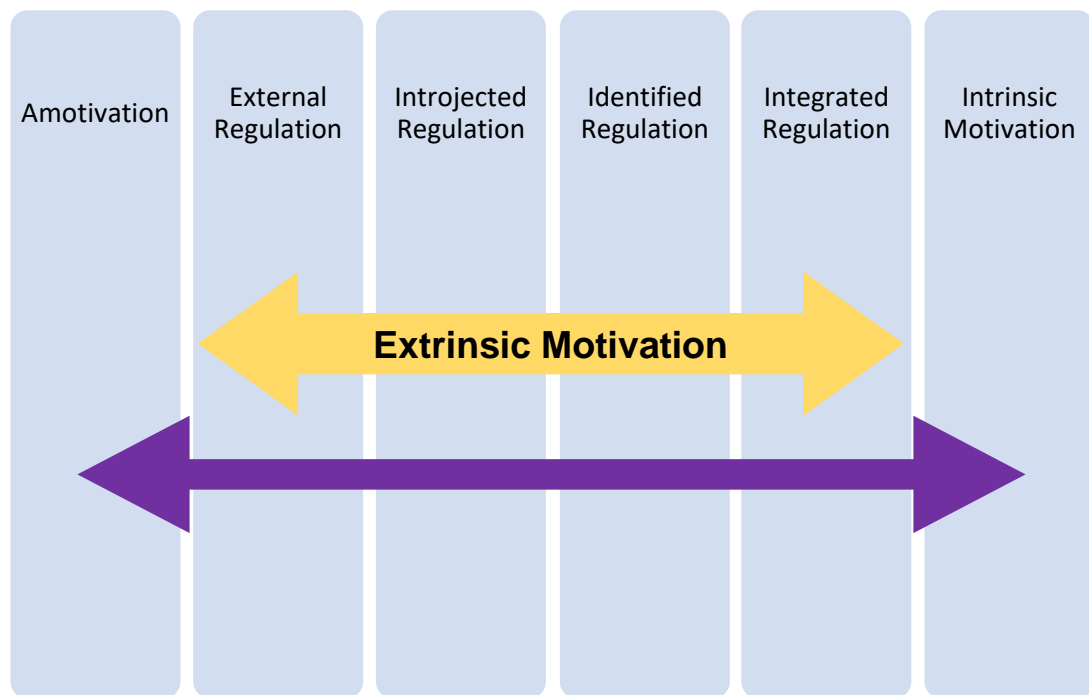 Amotivation
External
Regulation
Introjected
Regulation
Identified
Regulation
Integrated
Regulation
Intrinsic
Motivation
Extrinsic Motivation